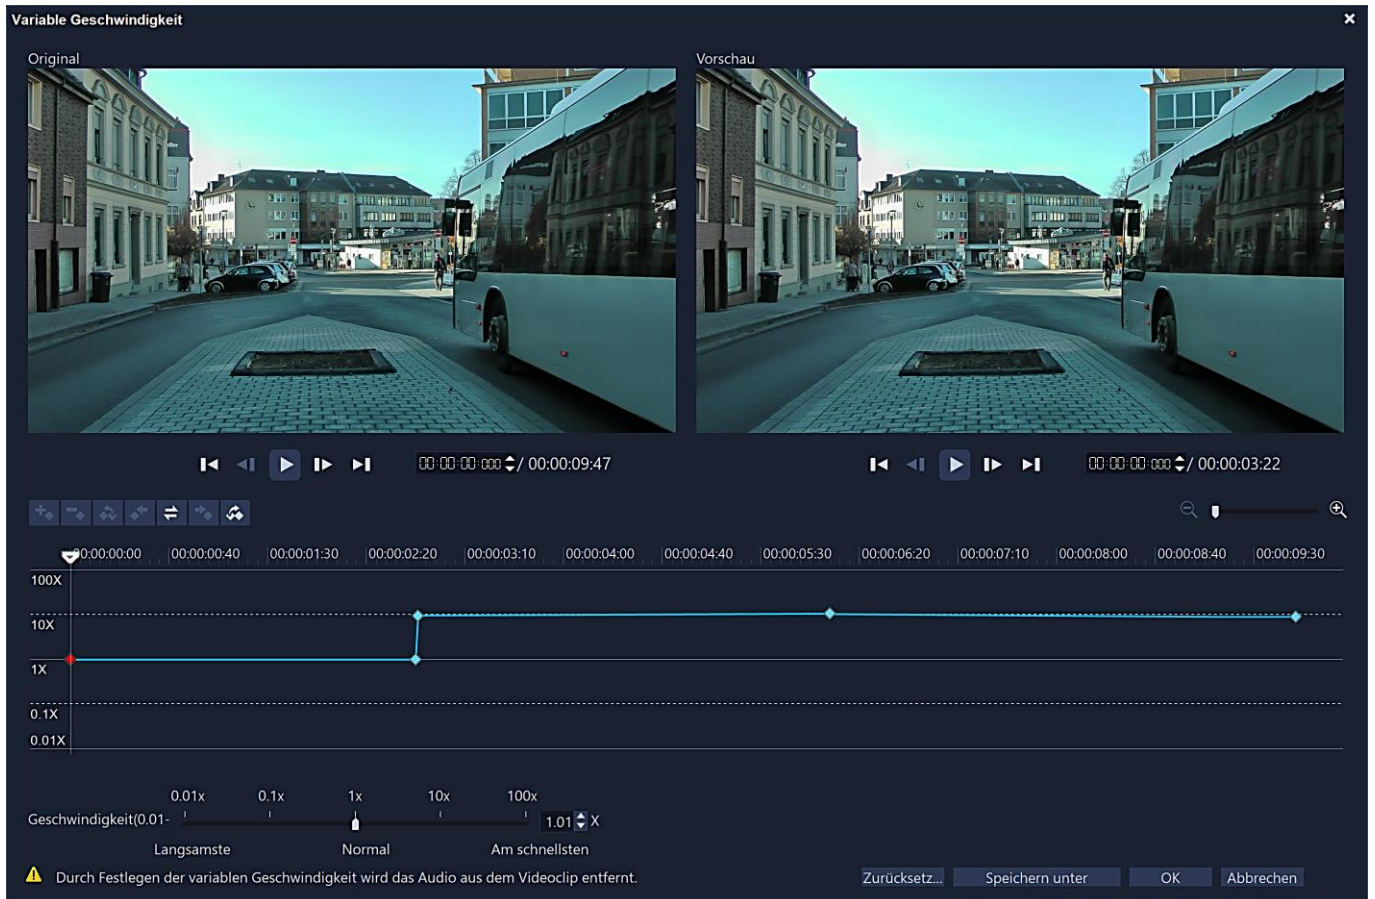 Variable Geschwindigkeit
Original
Vorschau
00:00:00:000 / 00:00:09:47
00:00:00:000 / 00:00:03:22
00:00:00:00 00:00:00:40 00:00:01:30 00:00:02:20 00:00:03:10 00:00:04:00 00:00:04:40 00:00:05:30 00:00:06:20 00:00:07:10 00:00:08:00 00:00:08:40 00:00:09:30
100X
10X
1X
0.1X
0.01X
0.01x 0.1x 1x 10x 100x
Geschwindigkeit(0.01- 1.01 X
Langsamste Normal Am schnellsten
Durch Festlegen der variablen Geschwindigkeit wird das Audio aus dem Videoclip entfernt.
Zurücksetz... Speichern unter OK Abbrechen